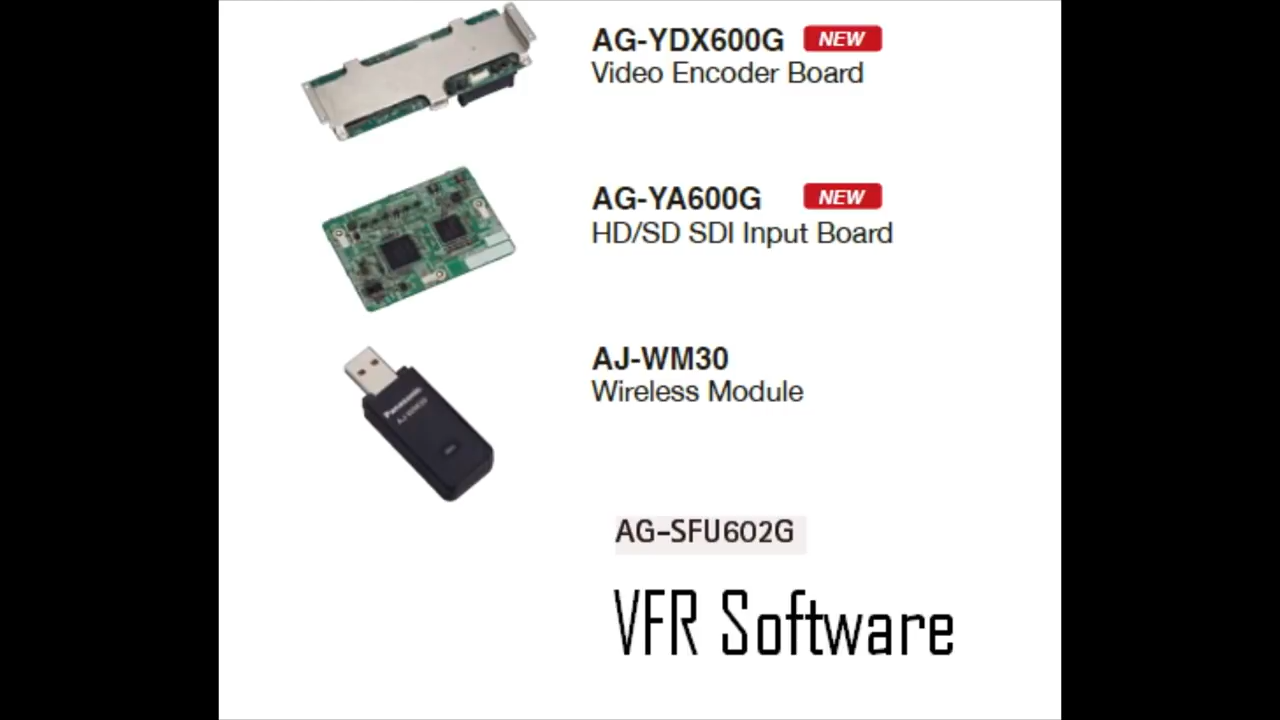 AG-YDX600G NEW
Video Encoder Board
AG-YA600G NEW
HD/SD SDI Input Board
AJ-WM30
Wireless Module
Panasonic
AG-SFU602G
VFR Software